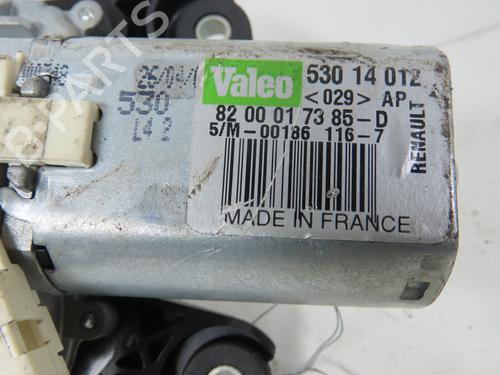 Valeo 530 14 012
<029> AP
82 00 01 73 85-D
5/M-00186 116-7
RENAULT
MADE IN FRANCE
530